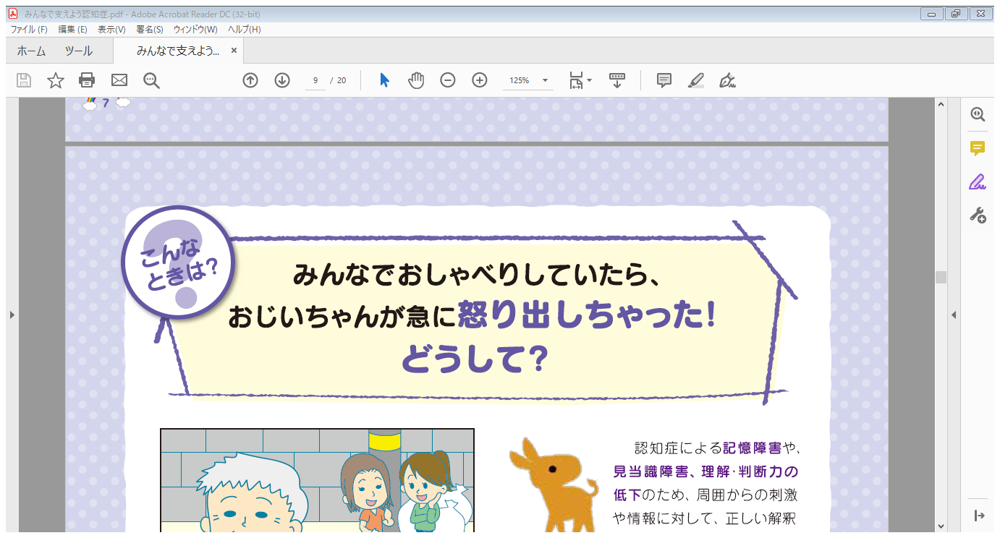 みんなで支えよう認知症.pdf - Adobe Acrobat Reader DC (32-bit)
ファイル (F) 編集 (E) 表示(V) 署名(S) ウィンドウ(W) ヘルプ(H)
ホーム ツール みんなで支えよう... ×
9 / 20 125%
7
こんな
ときは?
みんなでおしゃべりしていたら、
おじいちゃんが急に怒り出しちゃった!
どうして?
認知症による記憶障害や、
見当識障害、理解・判断力の
低下のため、周囲からの刺激
や情報に対して、正しい解釈